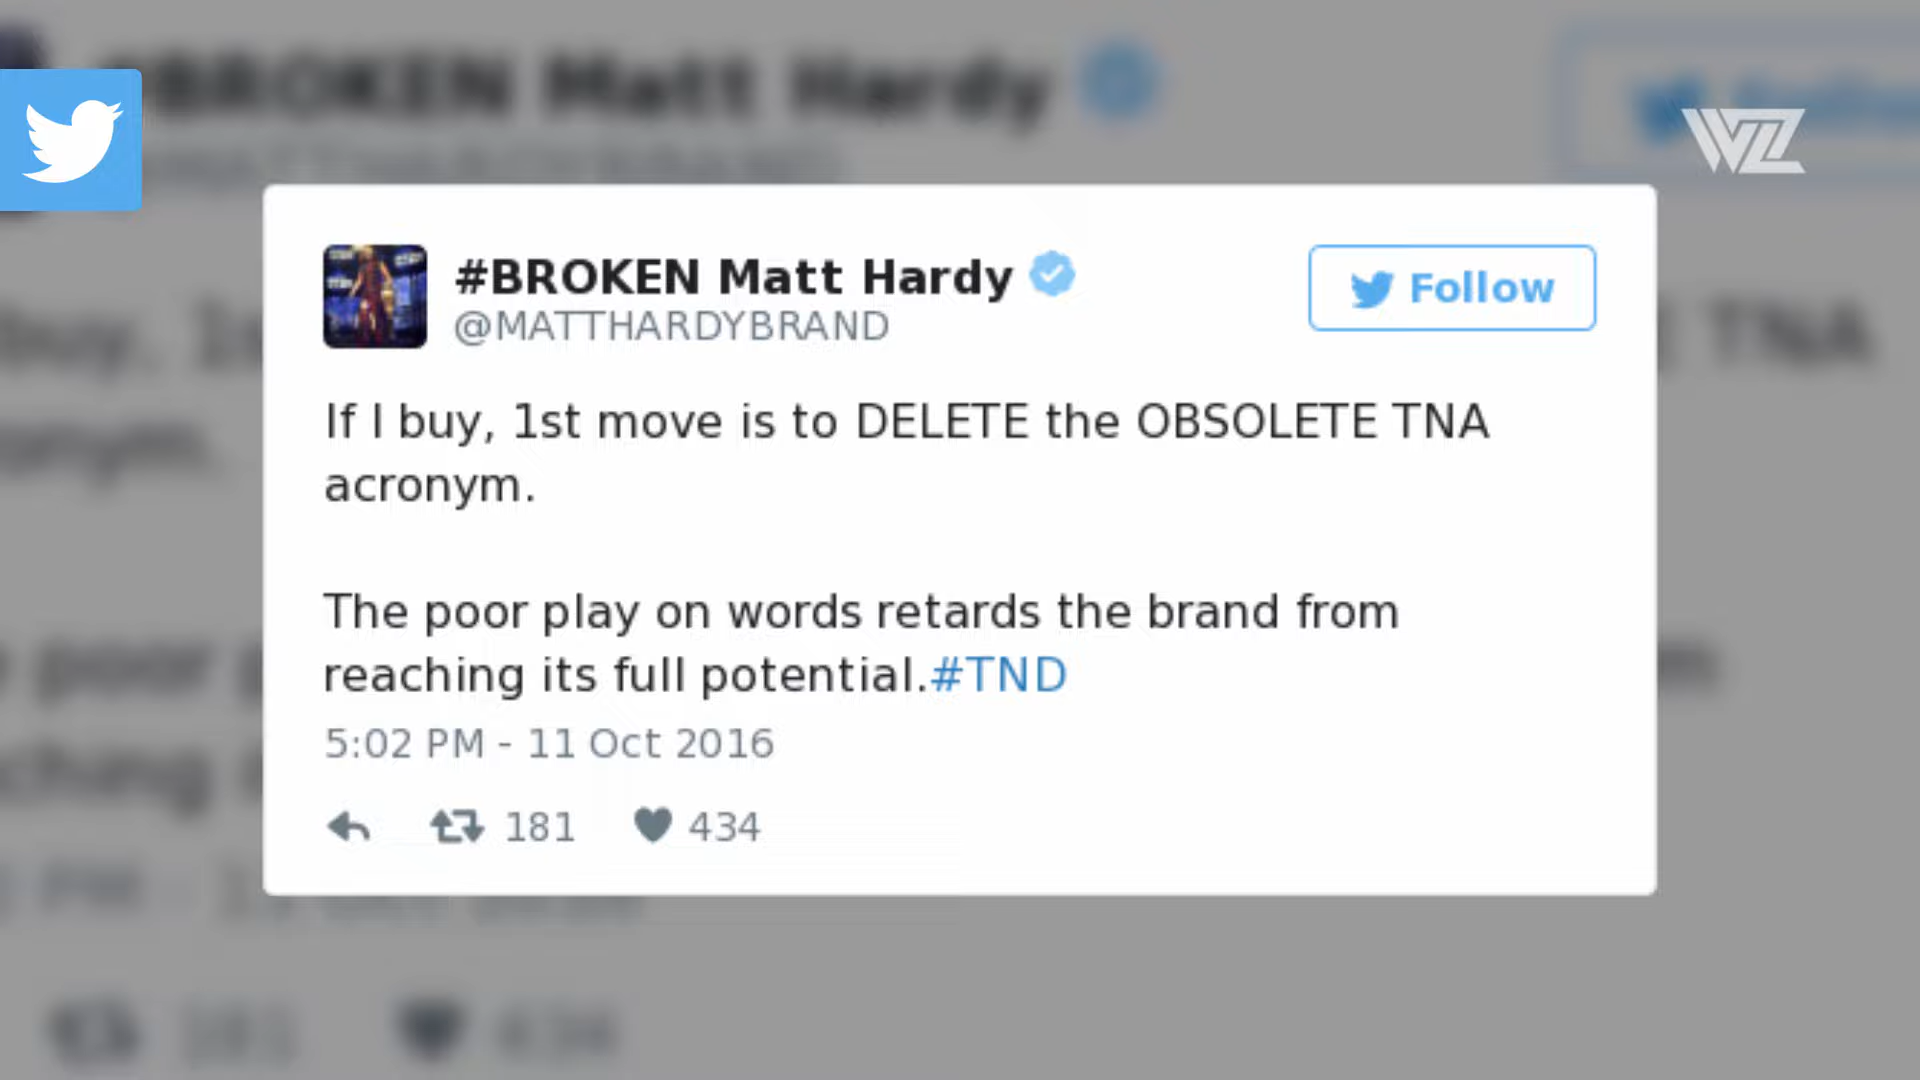 WZ
#BROKEN Matt Hardy
@MATTHARDYBRAND
Follow
If I buy, 1st move is to DELETE the OBSOLETE TNA
acronym.
The poor play on words retards the brand from
reaching its full potential.#TND
5:02 PM - 11 Oct 2016
181 434